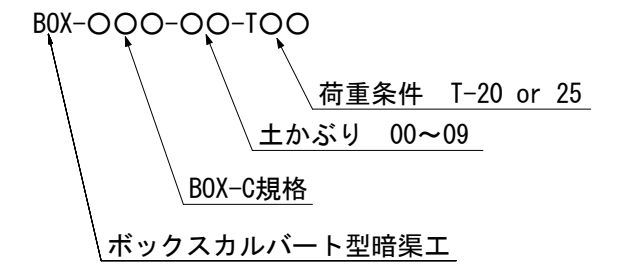 BOX-○○○-○○-T○○
荷重条件 T-20 or 25
土かぶり 00～09
BOX-C規格
ボックスカルバート型暗渠工